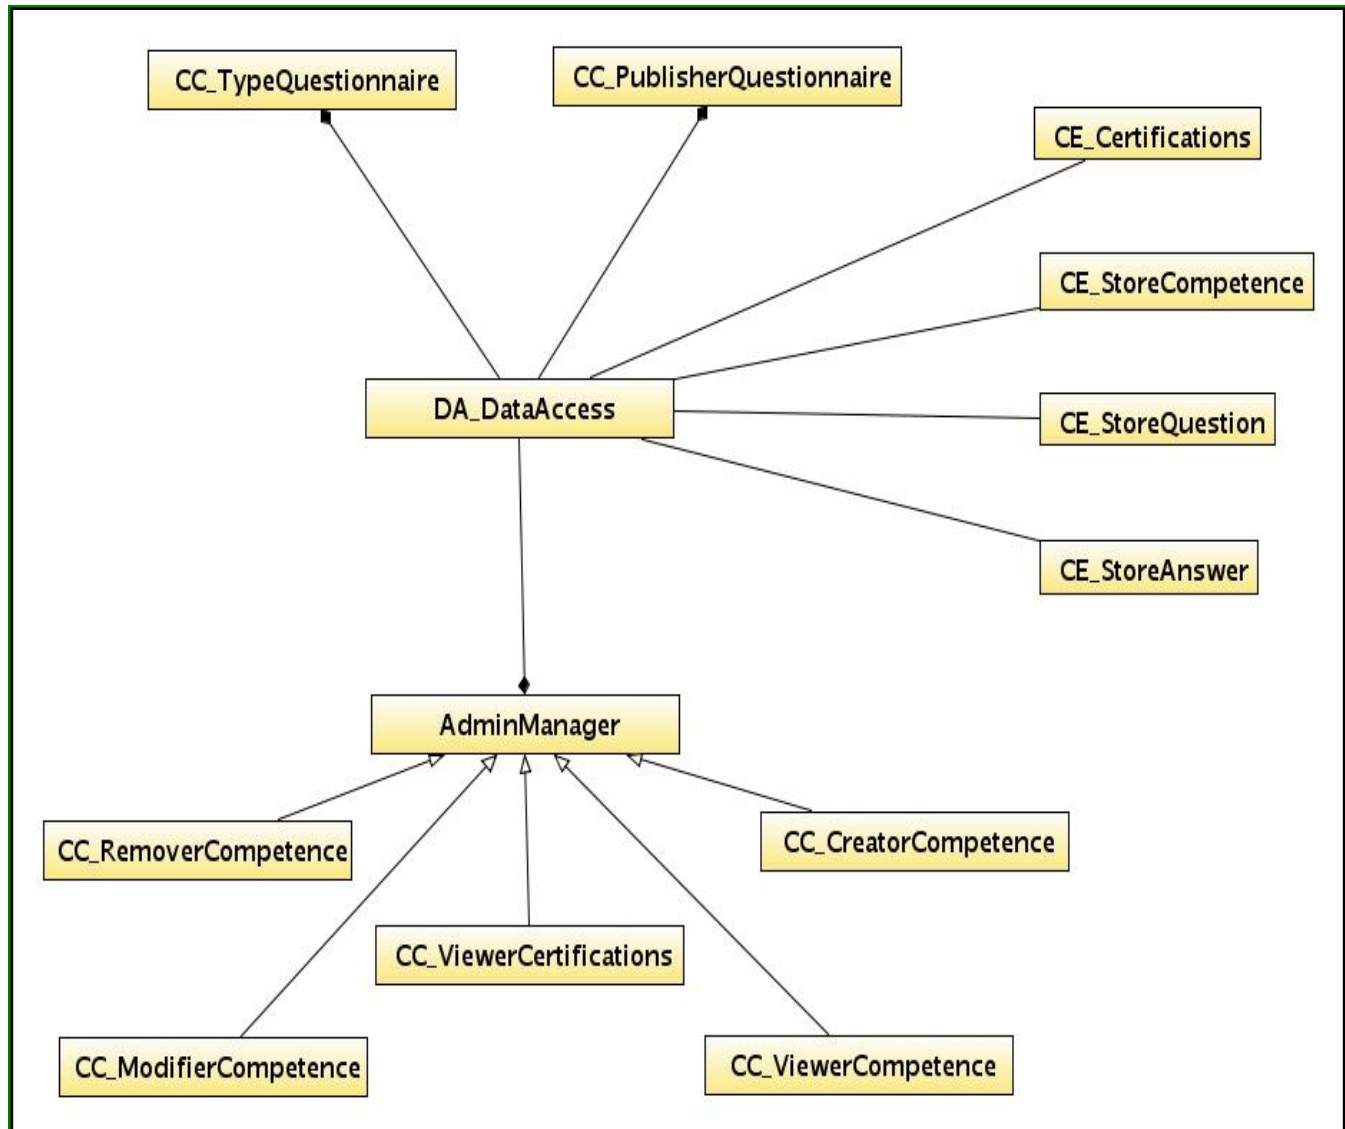 CC_TypeQuestionnaire
CC_PublisherQuestionnaire
CE_Certifications
CE_StoreCompetence
DA_DataAccess
CE_StoreQuestion
CE_StoreAnswer
AdminManager
CC_RemoverCompetence
CC_CreatorCompetence
CC_ViewerCertifications
CC_ModifierCompetence
CC_ViewerCompetence